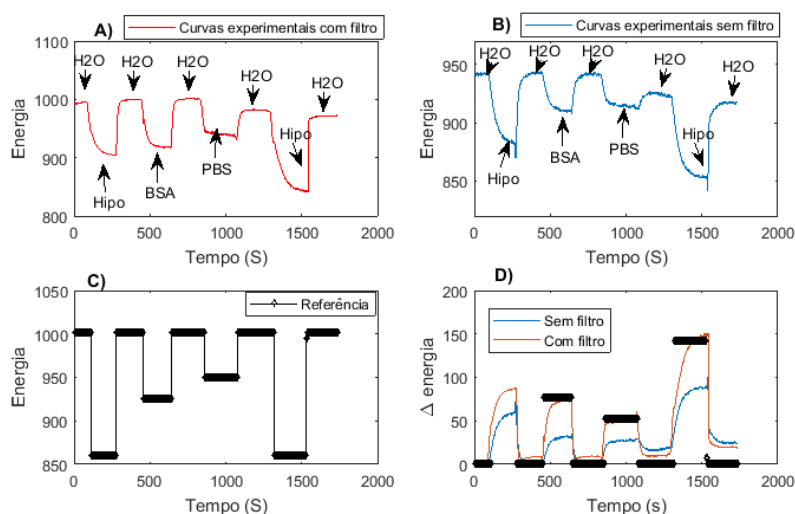 A)
Curvas experimentais com filtro
1100
1000
900
800
Energia
H2O
H2O
H2O
H2O
H2O
Hipo
BSA
PBS
Hipo
0
500
1000
1500
2000
Tempo (S)
B)
Curvas experimentais sem filtro
950
900
850
Energia
H2O
H2O
H2O
H2O
H2O
Hipo
BSA
PBS
Hipo
0
500
1000
1500
2000
Tempo (s)
C)
Referência
1050
1000
950
900
850
Energia
0
500
1000
1500
2000
Tempo (S)
D)
Sem filtro
Com filtro
200
150
100
50
0
Δ energia
0
500
1000
1500
2000
Tempo (s)